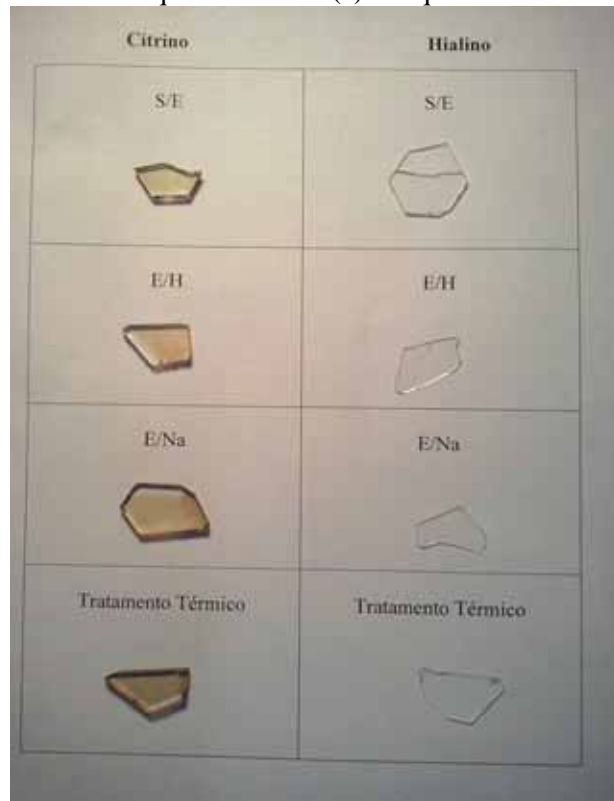 Citrino Hialino
S/E S/E
E/H E/H
E/Na E/Na
Tratamento Térmico Tratamento Térmico